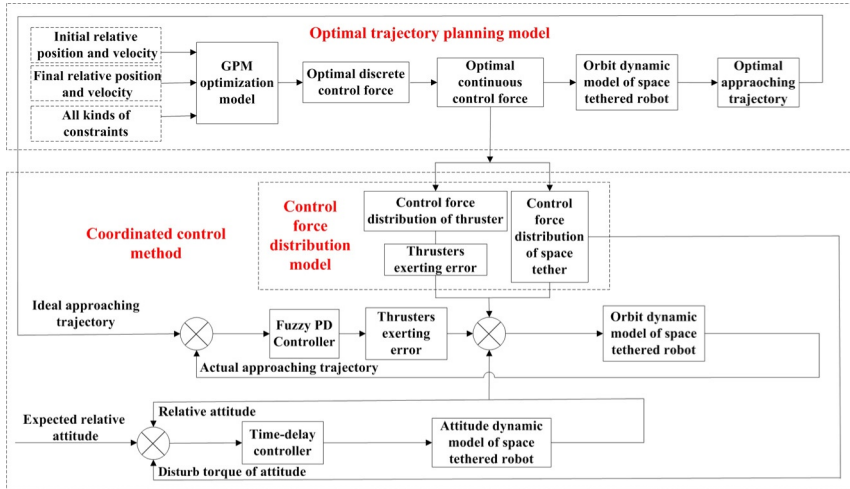 Optimal trajectory planning model
Initial relative
position and velocity
Final relative position
and velocity
All kinds of
constraints
GPM
optimization
model
Optimal discrete
control force
Optimal
continuous
control force
Orbit dynamic
model of space
tethered robot
Optimal
appraoching
trajectory
Coordinated control
method
Control
force
distribution
model
Control force
distribution of thruster
Thrusters
exerting error
Control
force
distribution
of space
tether
Ideal approaching
trajectory
Fuzzy PD
Controller
Thrusters
exerting
error
Orbit dynamic
model of space
tethered robot
Actual approaching trajectory
Relative attitude
Expected relative
attitude
Time-delay
controller
Attitude dynamic
model of space
tethered robot
Disturb torque of attitude